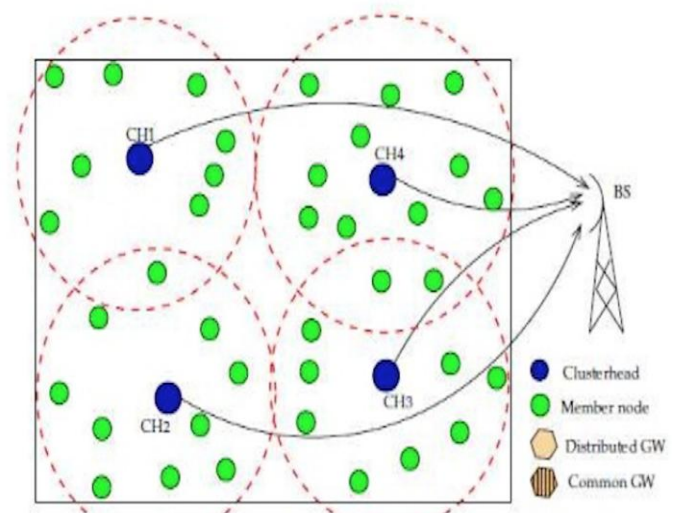 CH1
CH4
BS
CH2
CH3
Clusterhead
Member node
Distributed GW
Common GW